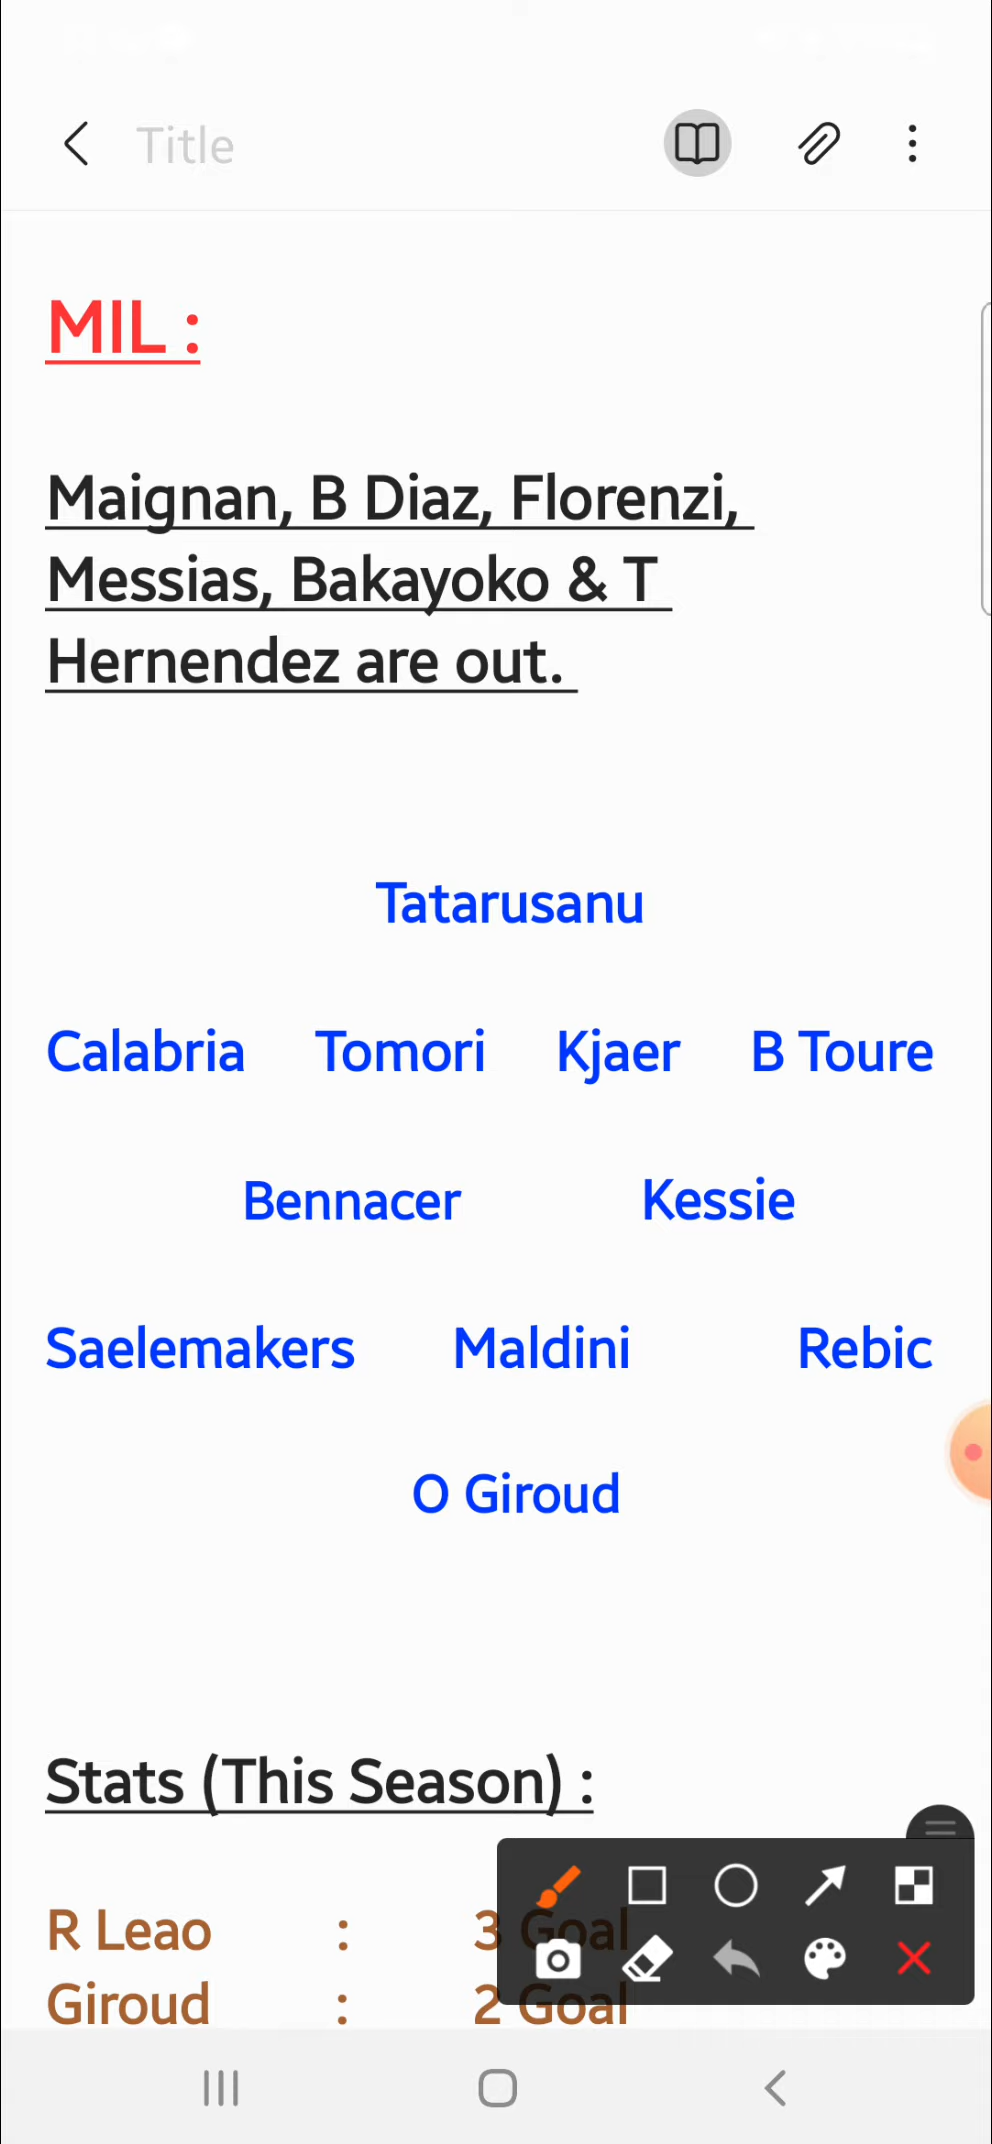 Title
MIL :
Maignan, B Diaz, Florenzi,
Messias, Bakayoko & T
Hernendez are out.
Tatarusanu
Calabria Tomori Kjaer B Toure
Bennacer Kessie
Saelemakers Maldini Rebic
O Giroud
Stats (This Season) :
R Leao : 3 Goal
Giroud : 2 Goal